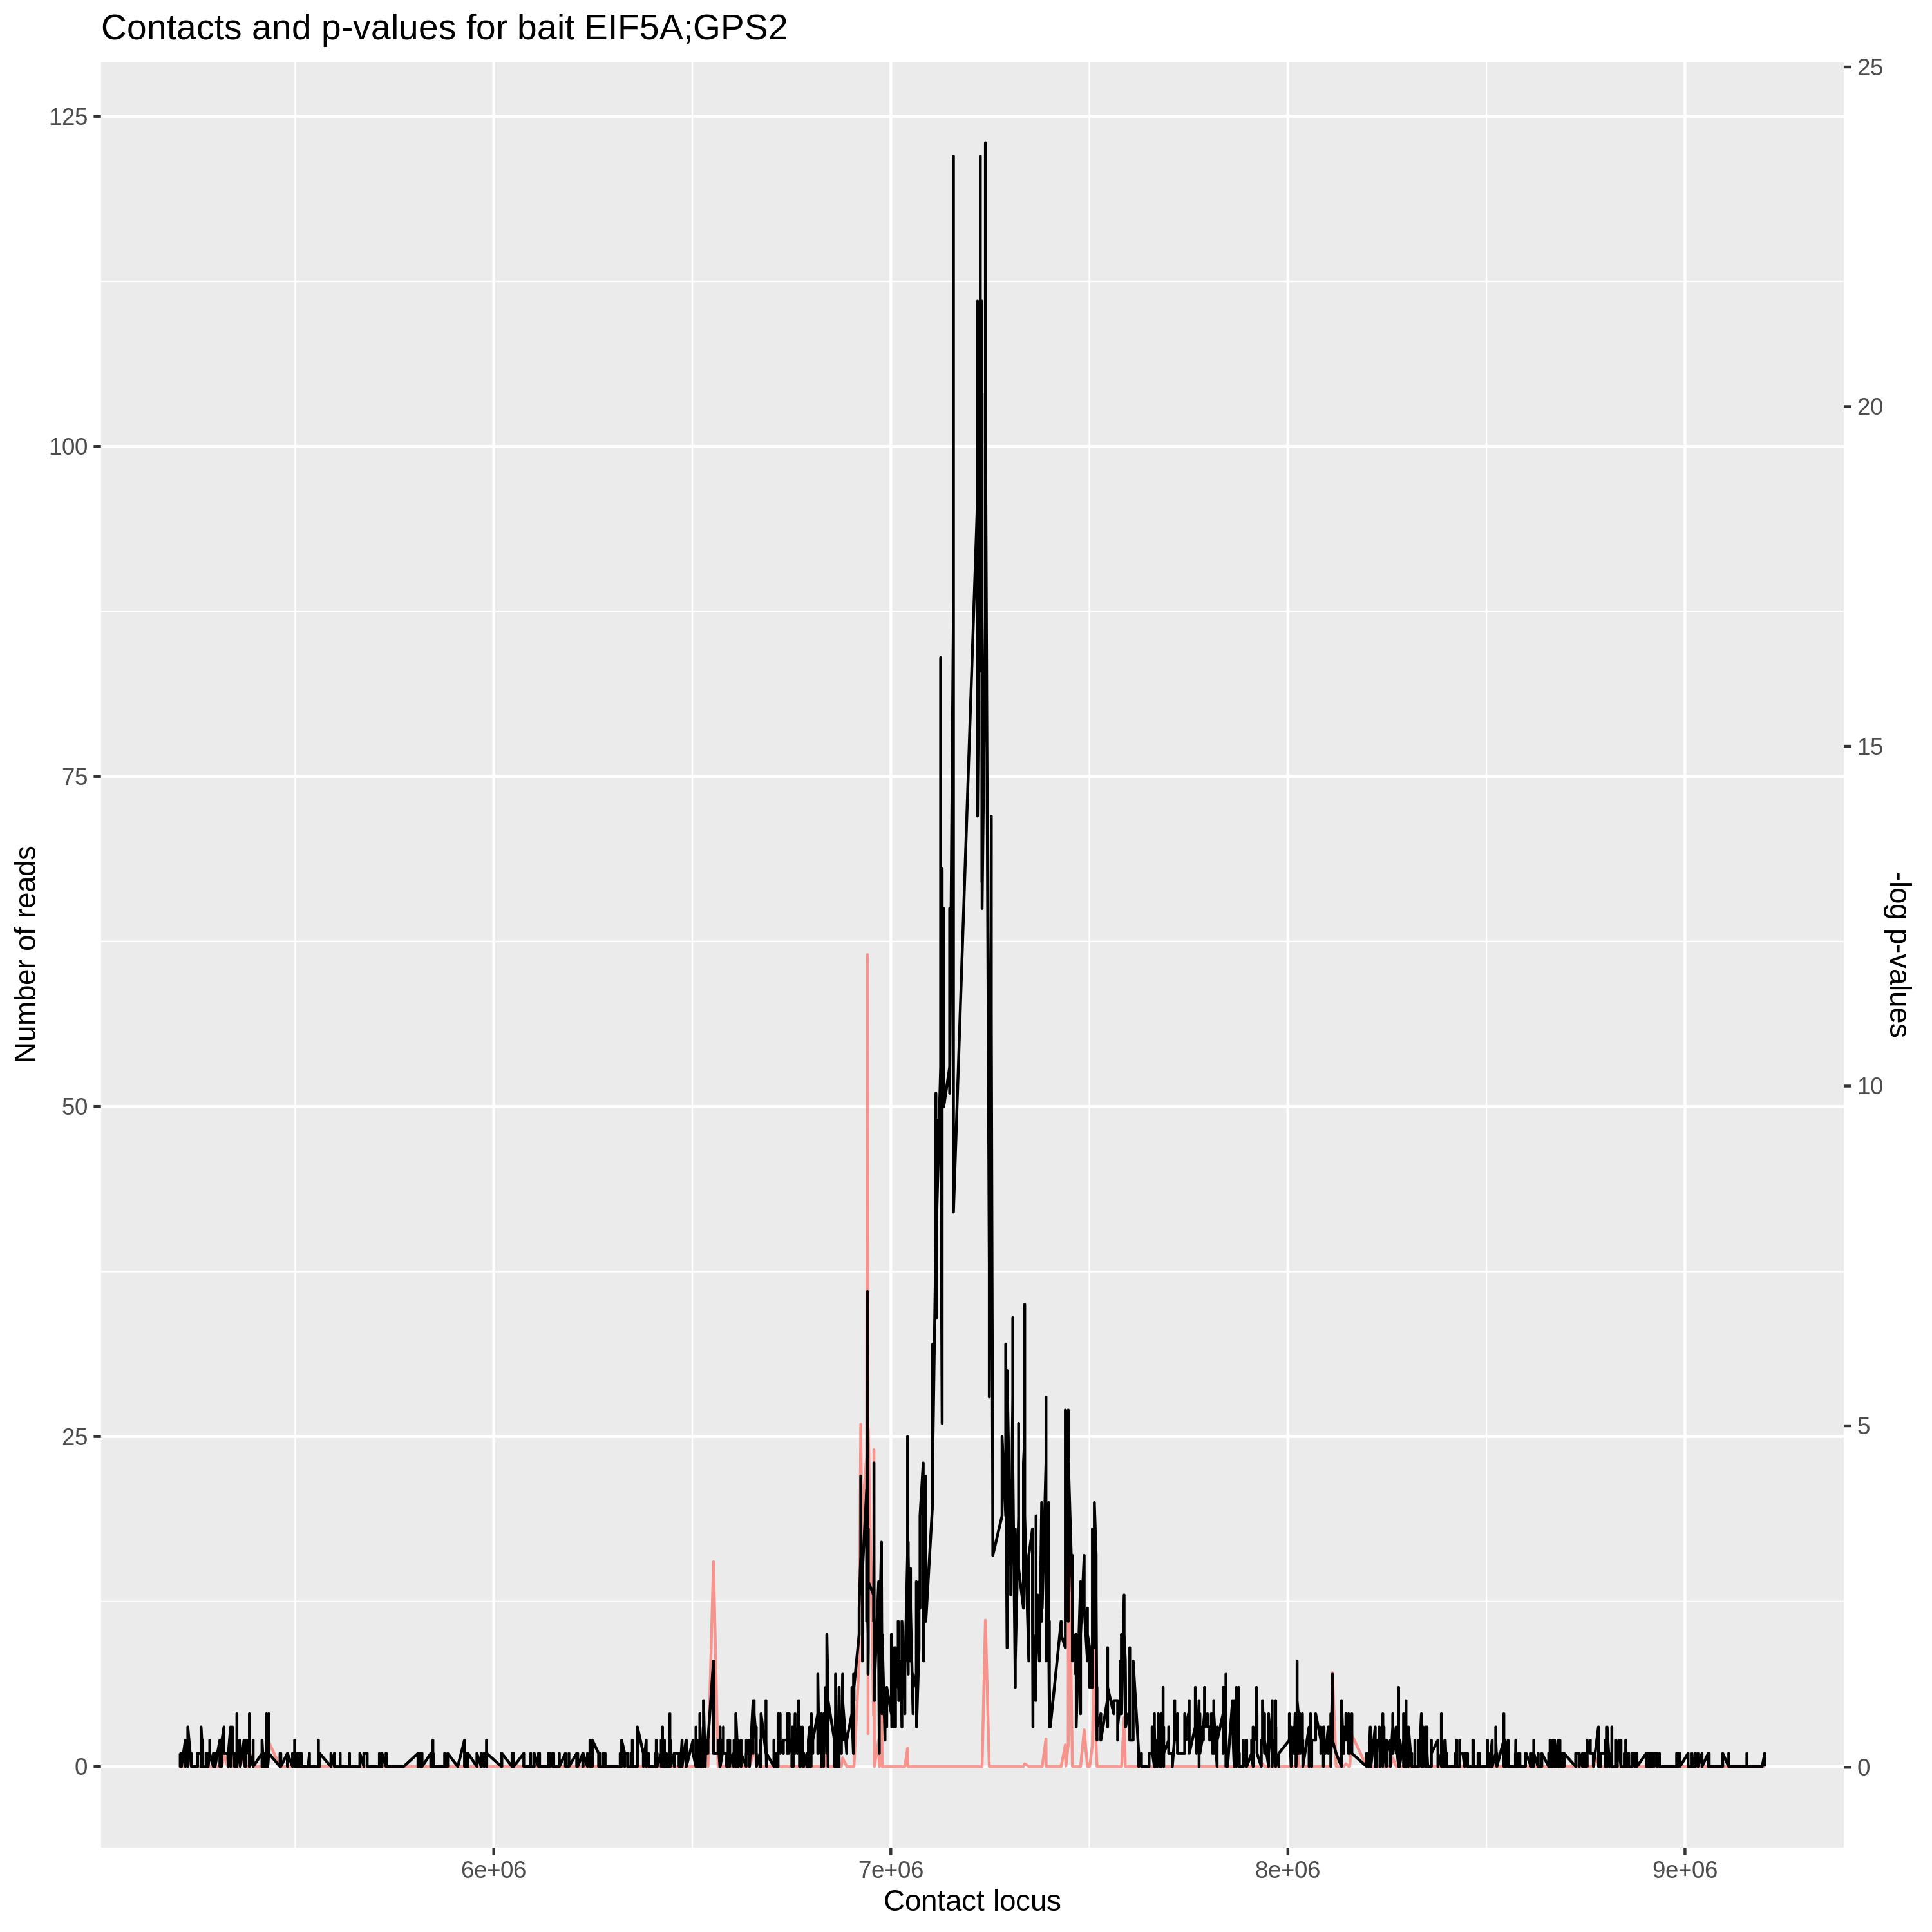 Contacts and p-values for bait EIF5A;GPS2
125
100
75
50
25
0
25
20
15
10
5
0
Number of reads
-log p-values
6e+06
7e+06
8e+06
9e+06
Contact locus